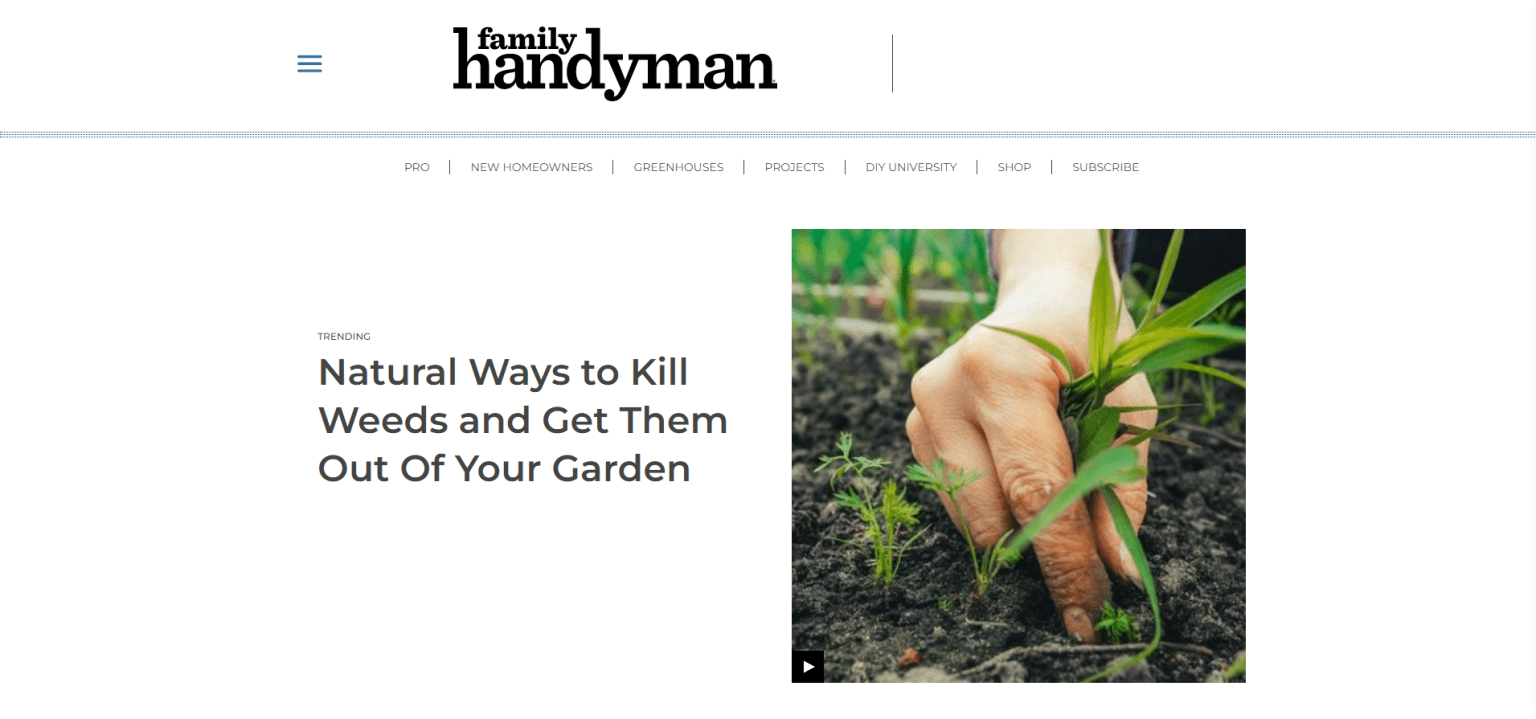 family
handyman
PRO | NEW HOMEOWNERS | GREENHOUSES | PROJECTS | DIY UNIVERSITY | SHOP | SUBSCRIBE
TRENDING
Natural Ways to Kill
Weeds and Get Them
Out Of Your Garden